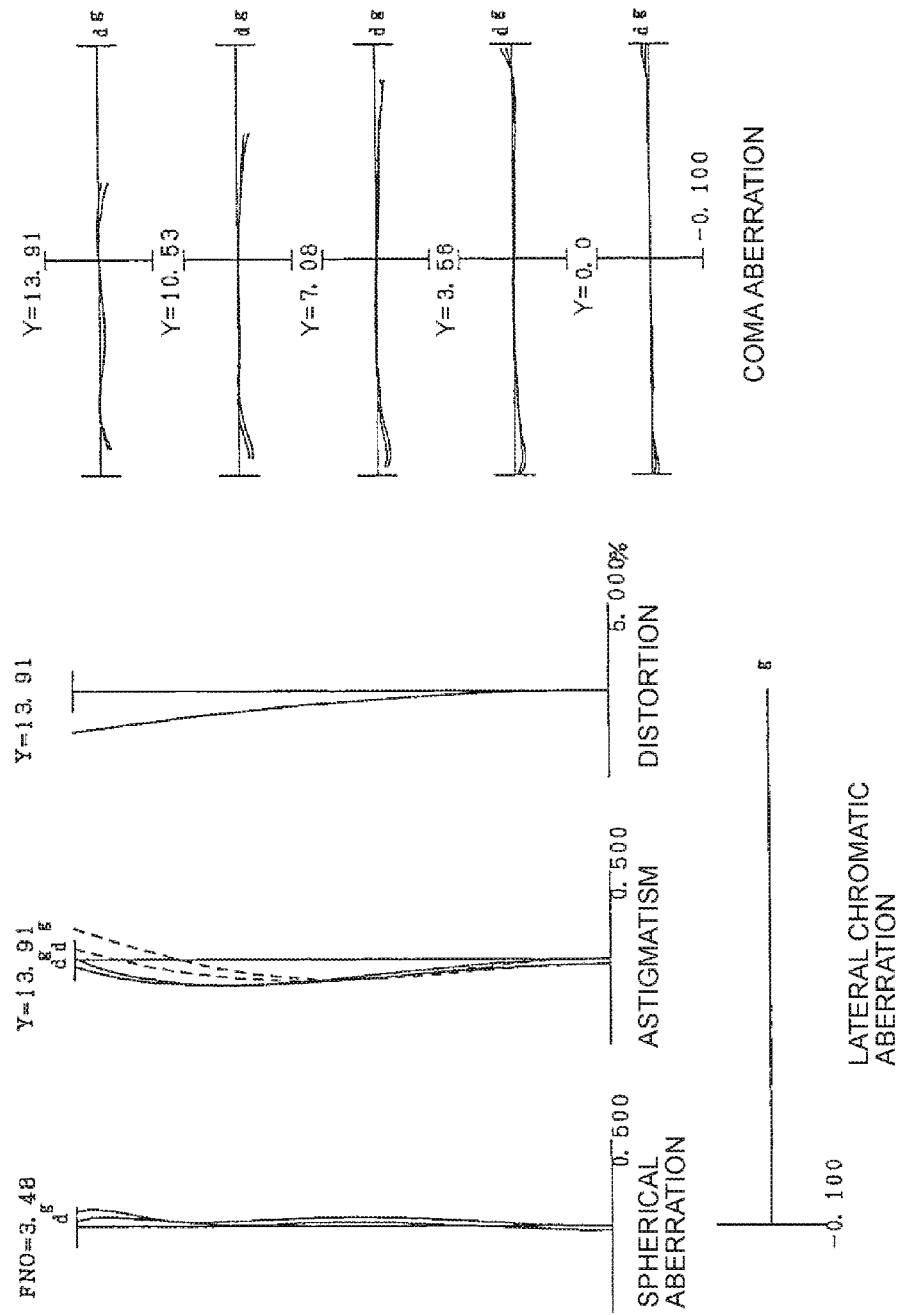 FNO=3.48
d g
SPHERICAL
ABERRATION
0.500
Y=13.91
d d
g g
ASTIGMATISM
0.500
Y=13.91
DISTORTION
5.000%
Y=13.91
d g
Y=10.53
d g
Y=7.08
d g
Y=3.56
d g
Y=0.0
d g
-0.100
COMA ABERRATION
g
-0.100
LATERAL CHROMATIC
ABERRATION